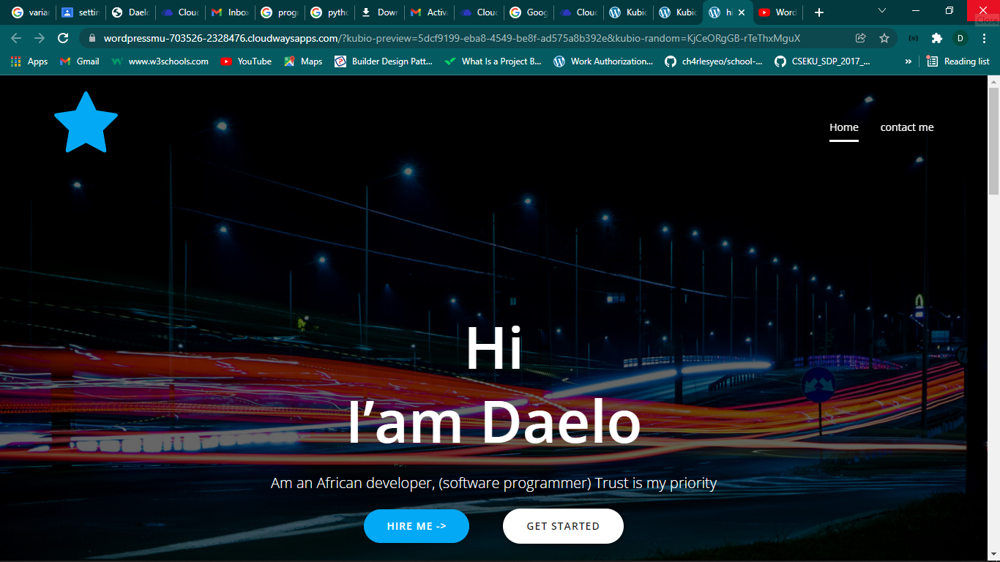 varian
settin
Daelo
Cloud
Inbox
progr
pytho
Down
Activa
Cloud
Goog
Cloud
Kubio
Kubio
hi
Word
Close
wordpressmu-703526-2328476.cloudwaysapps.com/?kubio-preview=5dcf9199-eba8-4549-be8f-ad575a8b392e&kubio-random=KjCeORgGB-rTeThxMguX
D
Apps
Gmail
www.w3schools.com
YouTube
Maps
Builder Design Patt...
What Is a Project B...
Work Authorization...
ch4rlesyeo/school-...
CSEKU_SDP_2017_...
»
Reading list
Home
contact me
Hi
I’am Daelo
Am an African developer, (software programmer) Trust is my priority
HIRE ME ->
GET STARTED